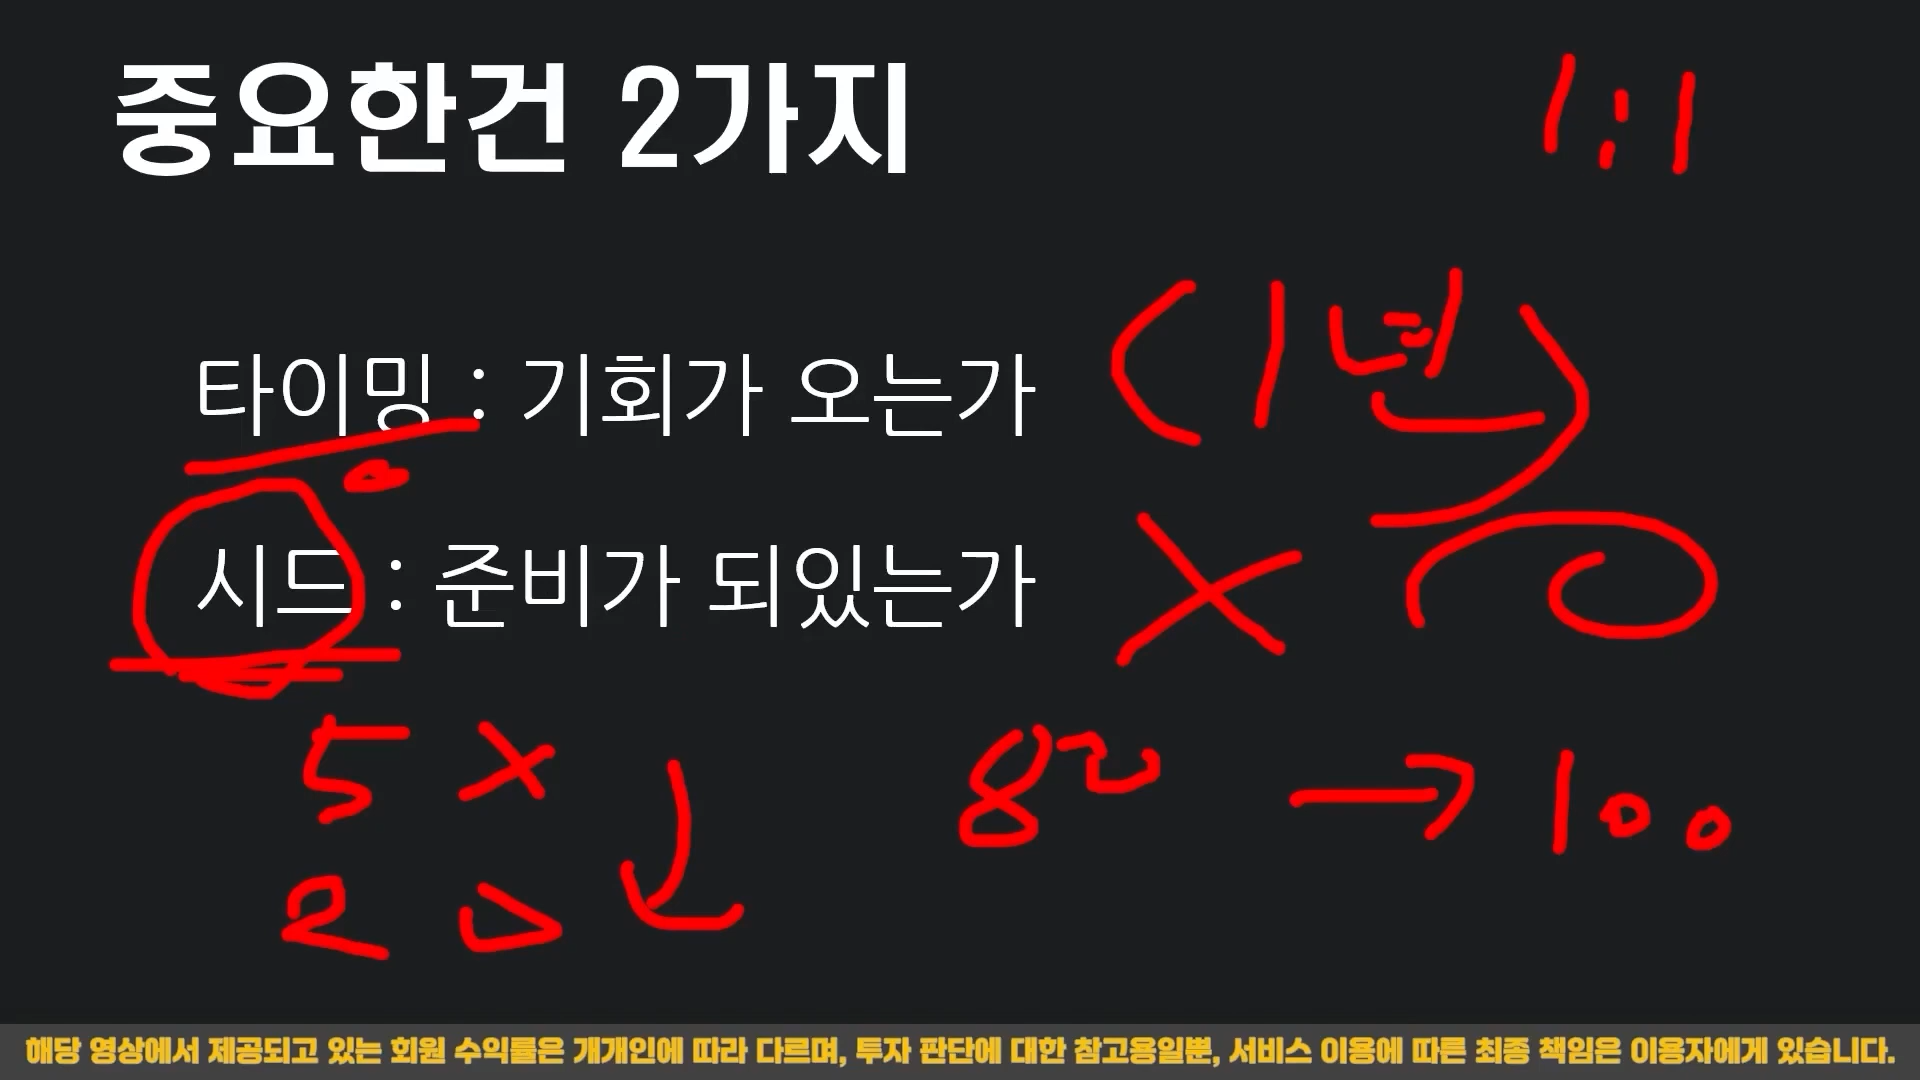 중요한건 2가지
1:1
타이밍 : 기회가 오는가 (1년)
시드 : 준비가 되있는가 X
5 X
80 → 100
2
해당 영상에서 제공되고 있는 회원 수익률은 개개인에 따라 다르며, 투자 판단에 대한 참고용일뿐, 서비스 이용에 따른 최종 책임은 이용자에게 있습니다.